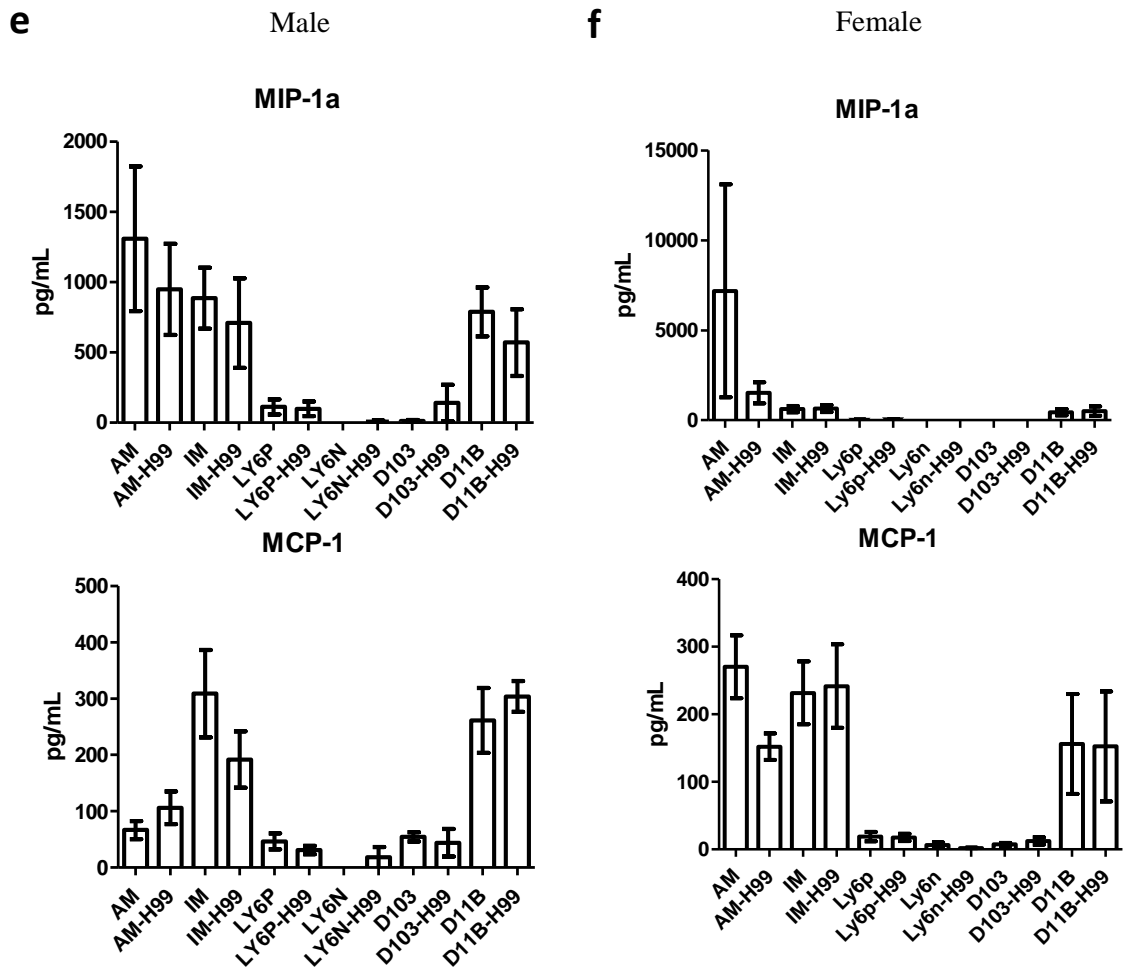 e
Male
MIP-1a
2000
1500
1000
500
0
pg/mL
AM
AM-H99
IM
IM-H99
LY6P
LY6P-H99
LY6N
LY6N-H99
D103
D103-H99
D11B
D11B-H99
MCP-1
500
400
300
200
100
0
pg/mL
AM
AM-H99
IM
IM-H99
LY6P
LY6P-H99
LY6N
LY6N-H99
D103
D103-H99
D11B
D11B-H99
f
Female
MIP-1a
15000
10000
5000
0
pg/mL
AM
AM-H99
IM
IM-H99
Ly6p
Ly6p-H99
Ly6n
Ly6n-H99
D103
D103-H99
D11B
D11B-H99
MCP-1
400
300
200
100
0
pg/mL
AM
AM-H99
IM
IM-H99
Ly6p
Ly6p-H99
Ly6n
Ly6n-H99
D103
D103-H99
D11B
D11B-H99